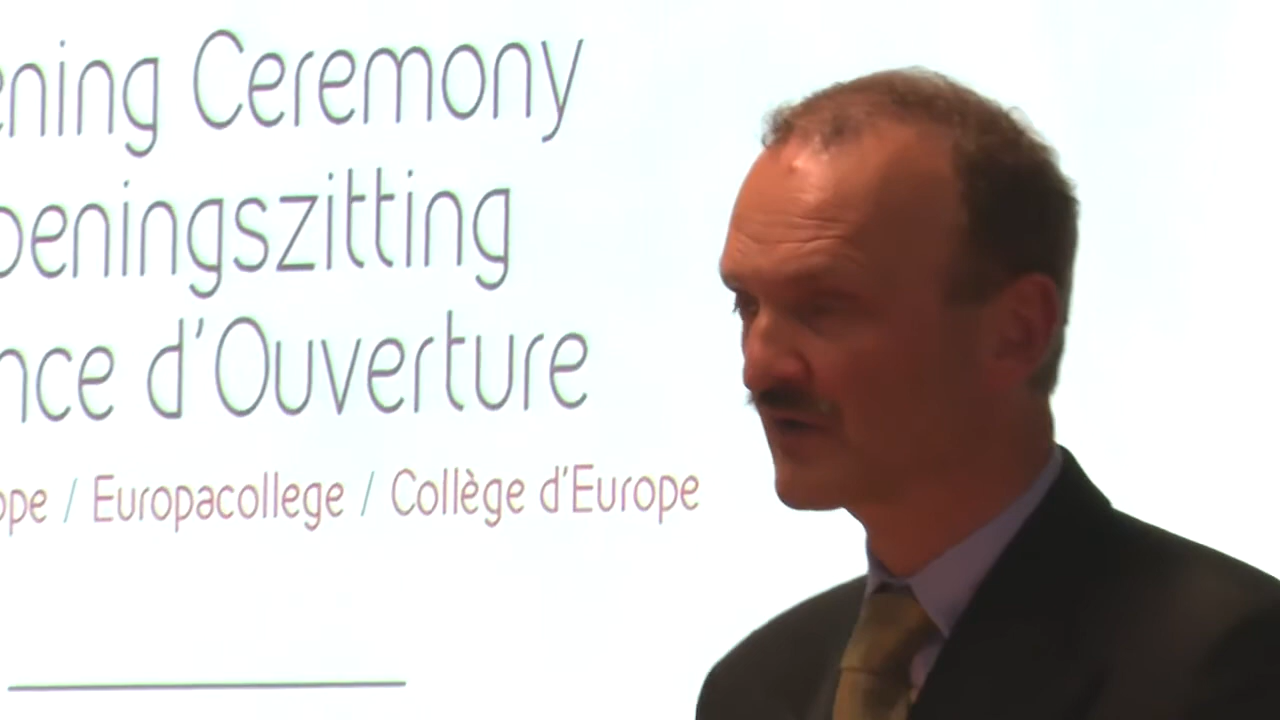 ening Ceremony
peningszitting
nce d'Ouverture
ope / Europacollege / Collège d'Europe